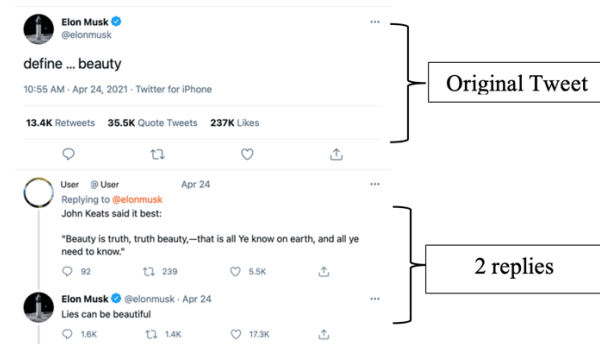 Elon Musk
@elonmusk
define ... beauty
10:55 AM · Apr 24, 2021 · Twitter for iPhone
13.4K Retweets 35.5K Quote Tweets 237K Likes
Original Tweet
User @ User Apr 24
Replying to @elonmusk
John Keats said it best:
"Beauty is truth, truth beauty,—that is all Ye know on earth, and all ye
need to know."
92 239 5.5K
2 replies
Elon Musk @elonmusk · Apr 24
Lies can be beautiful
1.6K 1.4K 17.3K